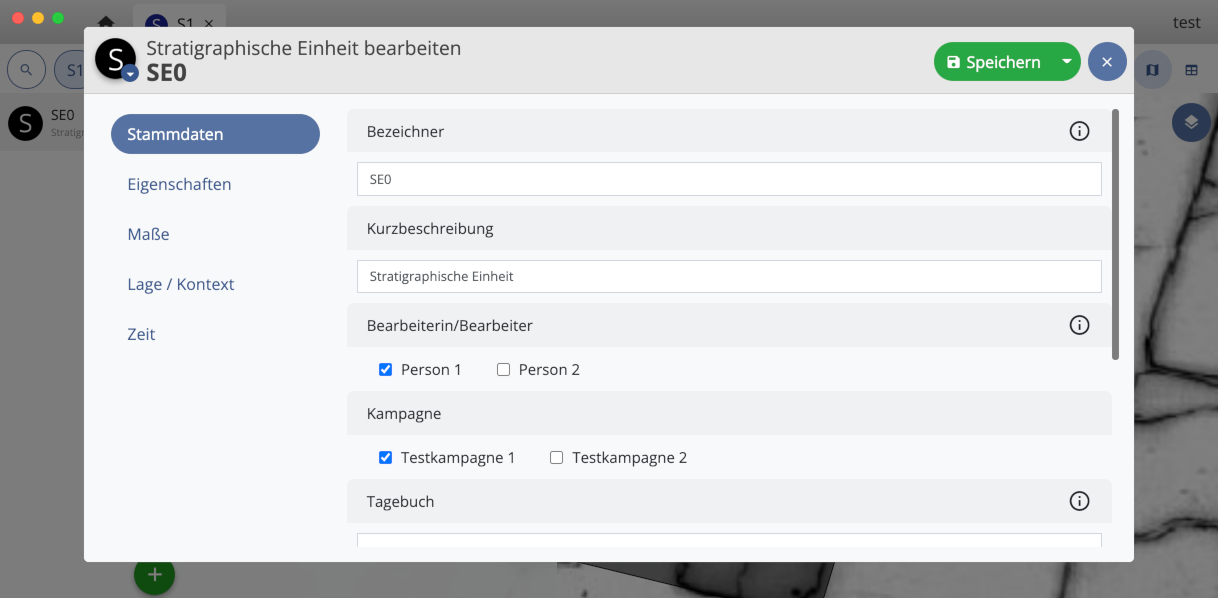 S S1 ×
test
S Stratigraphische Einheit bearbeiten
SE0
Speichern
S1
S SE0
Stammdaten
Eigenschaften
Maße
Lage / Kontext
Zeit
Bezeichner
SE0
Kurzbeschreibung
Stratigraphische Einheit
Bearbeiterin/Bearbeiter
Person 1 Person 2
Kampagne
Testkampagne 1 Testkampagne 2
Tagebuch